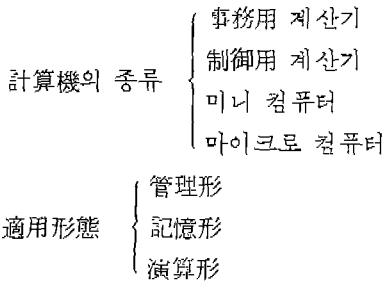 事務用 계산기
制御用 계산기
計算機의 종류
미니 컴퓨터
마이크로 컴퓨터
管理形
適用形態
記憶形
演算形